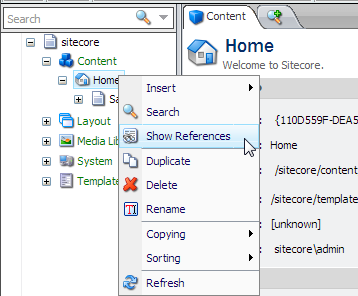 Search
Content
sitecore
Content
Home
Layout
Media Lib
System
Template
Home
Welcome to Sitecore.
Insert
Search
Show References
Duplicate
Delete
Rename
Copying
Sorting
Refresh
{110D559F-DEA5
Home
/sitecore/content
/sitecore/template
[unknown]
sitecore\admin